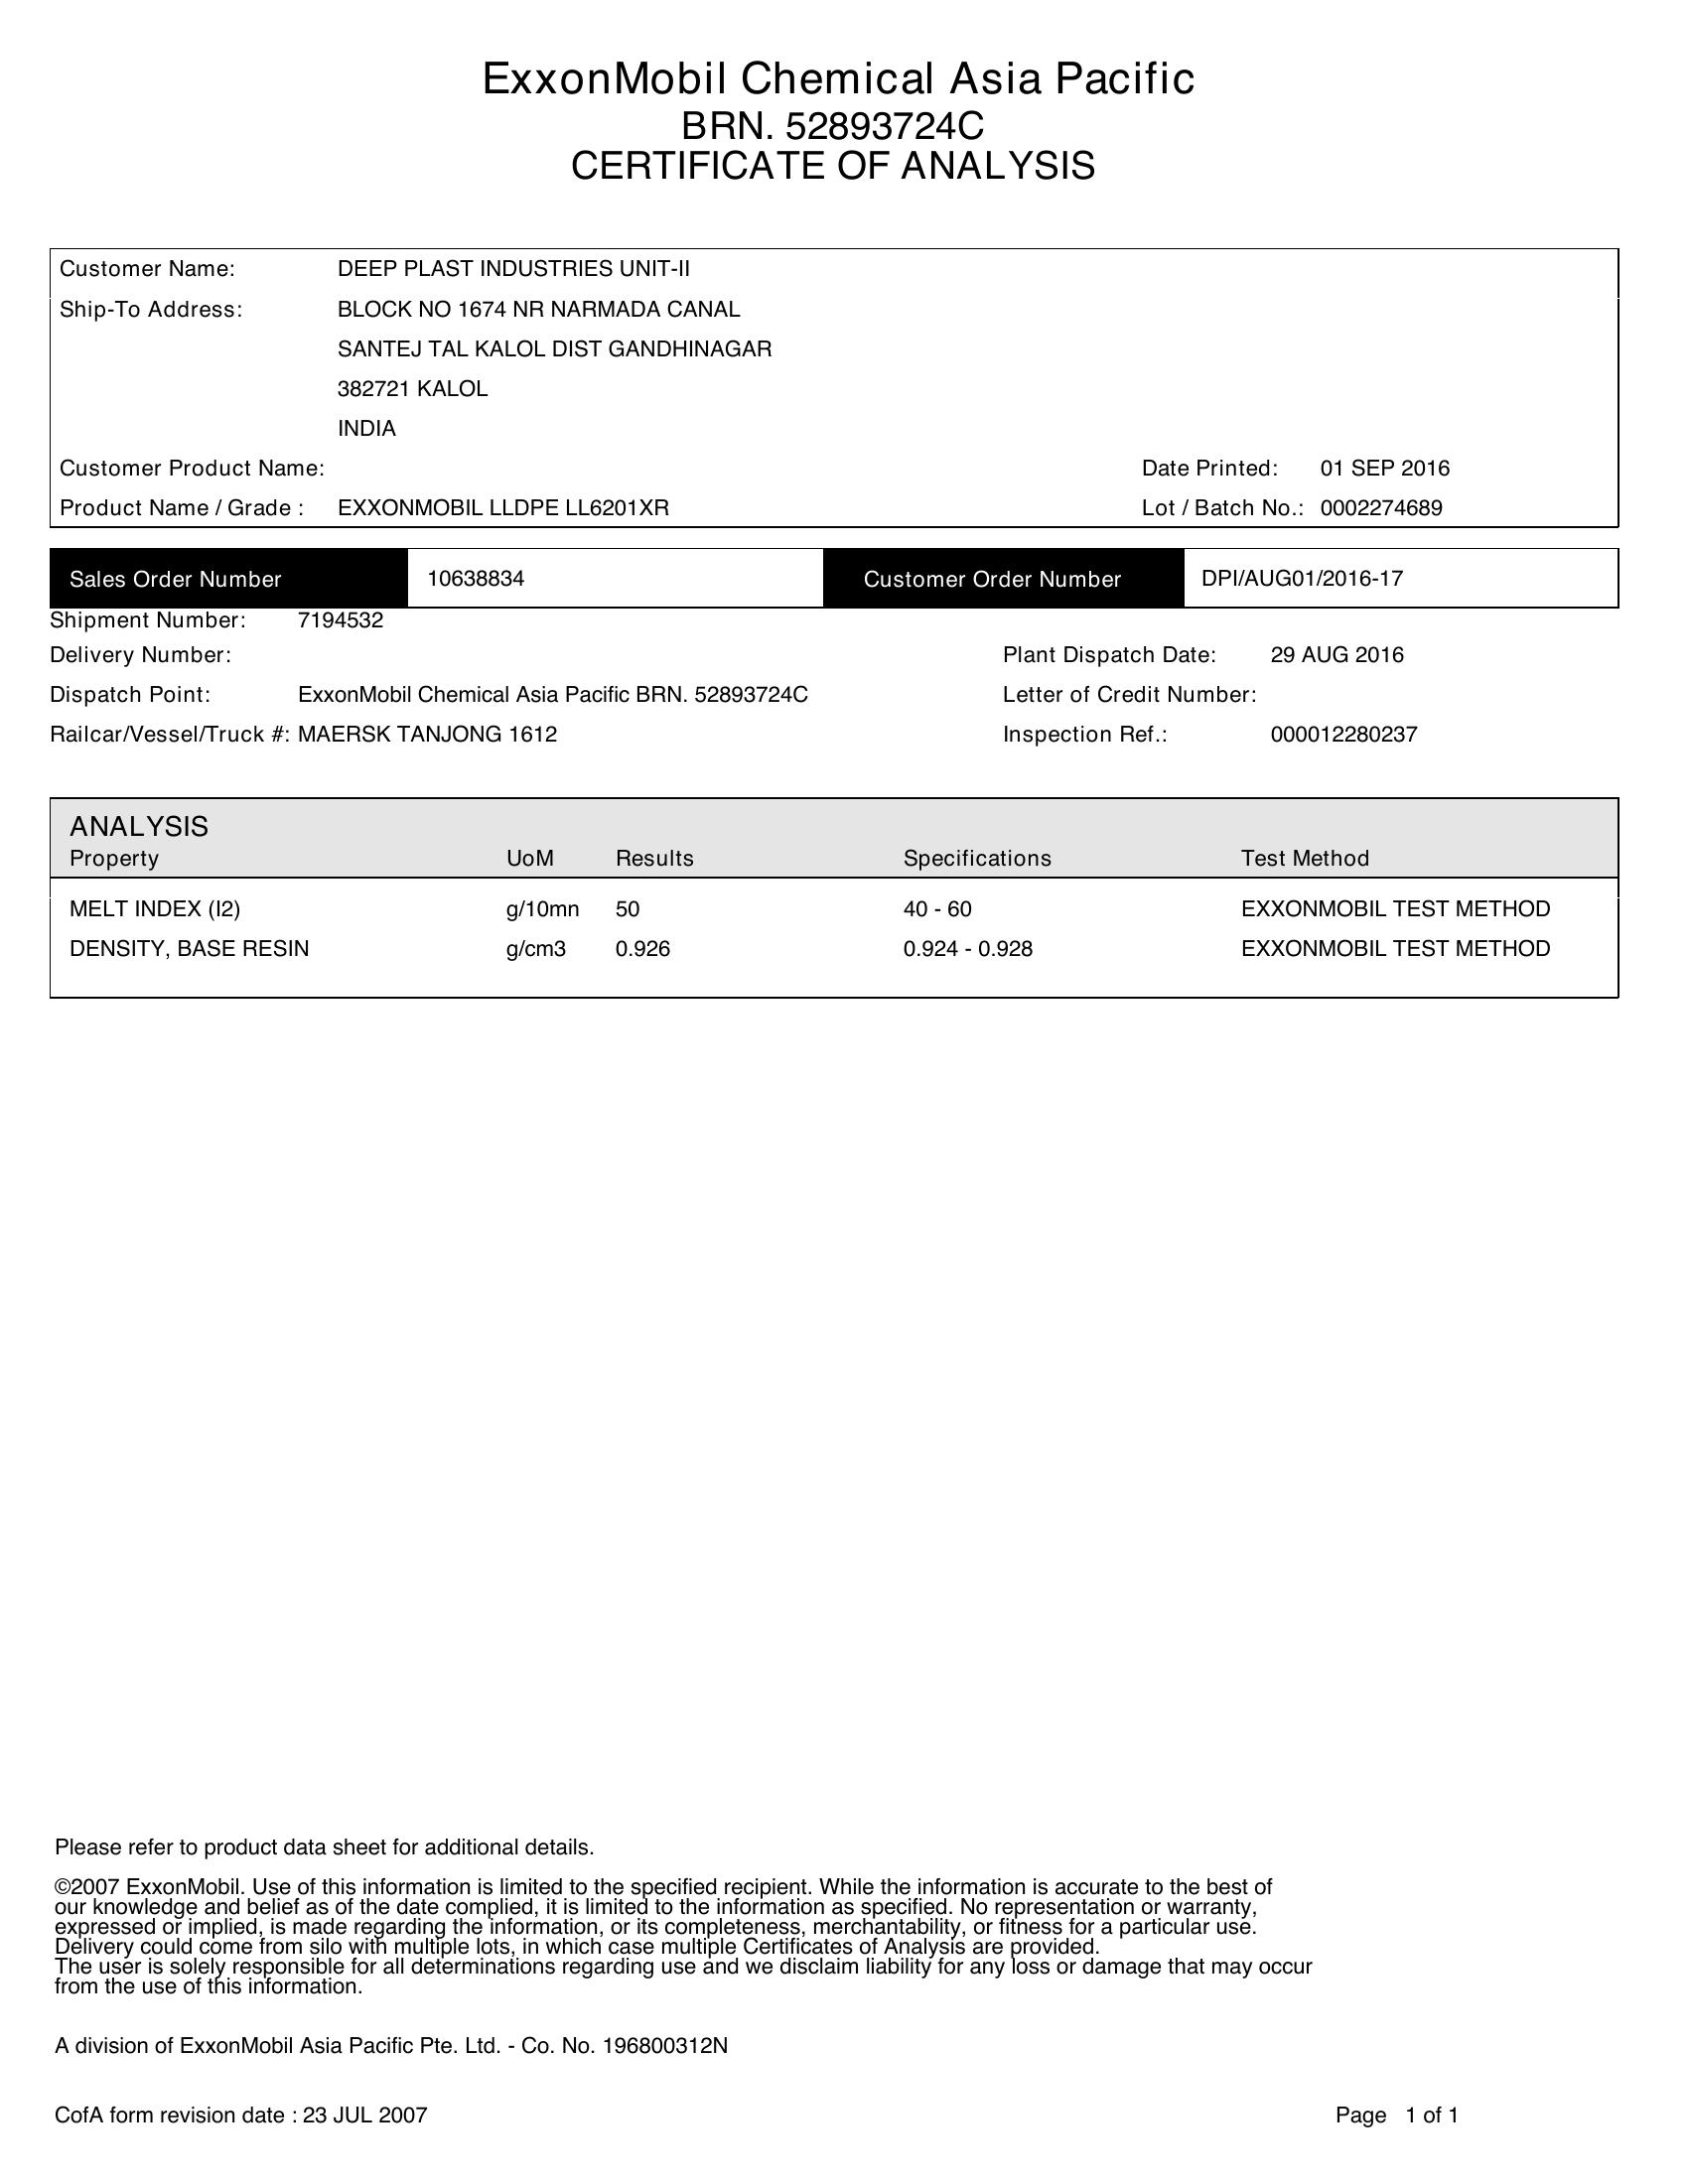 ExxonMobil Chemical Asia Pacific
BRN. 52893724C
CERTIFICATE OF ANALYSIS
Customer Name: DEEP PLAST INDUSTRIES UNIT-II
Ship-To Address: BLOCK NO 1674 NR NARMADA CANAL
SANTEJ TAL KALOL DIST GANDHINAGAR
382721 KALOL
INDIA
Customer Product Name: Date Printed: 01 SEP 2016
Product Name / Grade : EXXONMOBIL LLDPE LL6201XR Lot / Batch No.: 0002274689
Sales Order Number 10638834 Customer Order Number DPI/AUG01/2016-17
Shipment Number: 7194532
Delivery Number: Plant Dispatch Date: 29 AUG 2016
Dispatch Point: ExxonMobil Chemical Asia Pacific BRN. 52893724C Letter of Credit Number:
Railcar/Vessel/Truck #: MAERSK TANJONG 1612 Inspection Ref.: 000012280237
ANALYSIS
Property UoM Results Specifications Test Method
MELT INDEX (I2) g/10mn 50 40 - 60 EXXONMOBIL TEST METHOD
DENSITY, BASE RESIN g/cm3 0.926 0.924 - 0.928 EXXONMOBIL TEST METHOD
Please refer to product data sheet for additional details.
©2007 ExxonMobil. Use of this information is limited to the specified recipient. While the information is accurate to the best of
our knowledge and belief as of the date complied, it is limited to the information as specified. No representation or warranty,
expressed or implied, is made regarding the information, or its completeness, merchantability, or fitness for a particular use.
Delivery could come from silo with multiple lots, in which case multiple Certificates of Analysis are provided.
The user is solely responsible for all determinations regarding use and we disclaim liability for any loss or damage that may occur
from the use of this information.
A division of ExxonMobil Asia Pacific Pte. Ltd. - Co. No. 196800312N
CofA form revision date : 23 JUL 2007 Page 1 of 1